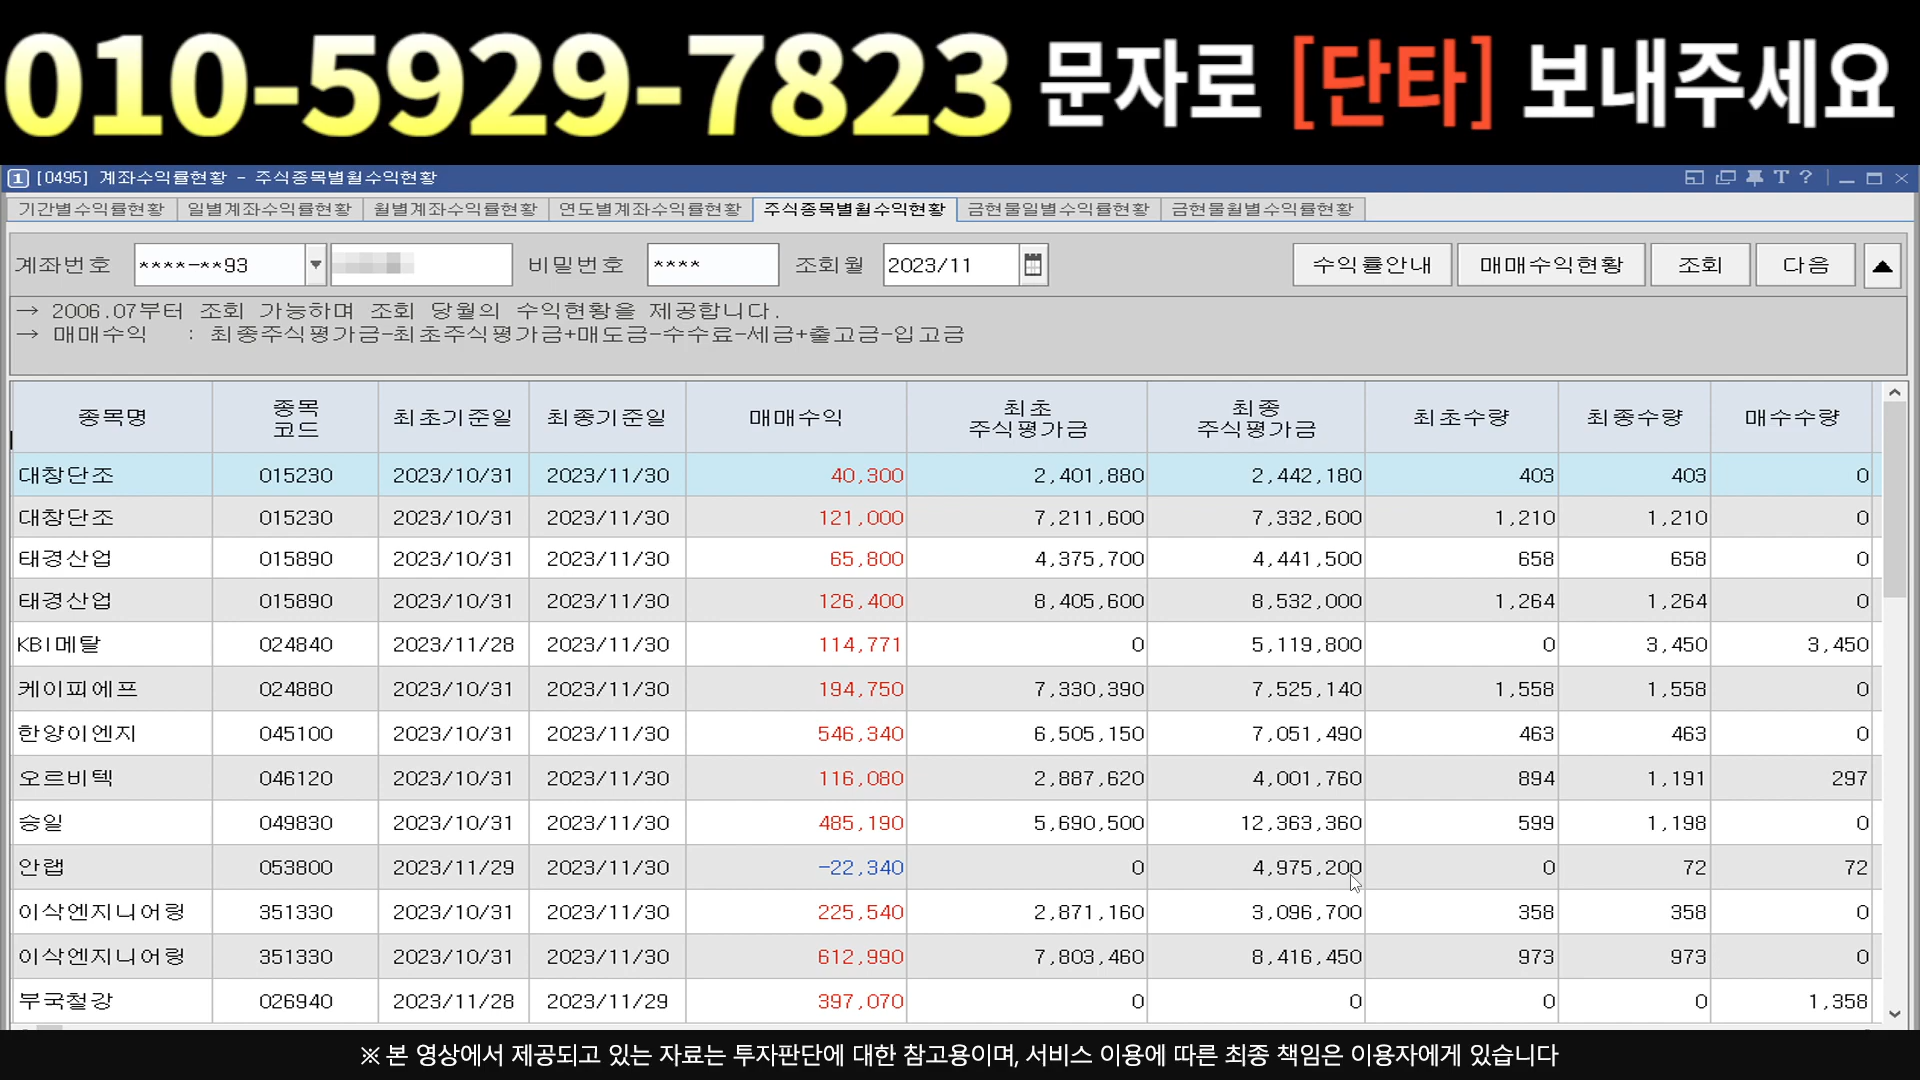 010-5929-7823 문자로 [단타] 보내주세요
1 [0495] 계좌수익률현황 - 주식종목별월수익현황
기간별수익률현황 일별계좌수익률현황 월별계좌수익률현황 연도별계좌수익률현황 주식종목별월수익현황 금현물일별수익률현황 금현물월별수익률현황
계좌번호 ****-**93 비밀번호 **** 조회월 2023/11 수익률안내 매매수익현황 조회 다음 ▲
→ 2006.07부터 조회 가능하며 조회 당월의 수익현황을 제공합니다.
→ 매매수익 : 최종주식평가금-최초주식평가금+매도금-수수료-세금+출고금-입고금
종목명 종목코드 최초기준일 최종기준일 매매수익 최초주식평가금 최종주식평가금 최초수량 최종수량 매수수량
대창단조 015230 2023/10/31 2023/11/30 40,300 2,401,880 2,442,180 403 403 0
대창단조 015230 2023/10/31 2023/11/30 121,000 7,211,600 7,332,600 1,210 1,210 0
태경산업 015890 2023/10/31 2023/11/30 65,800 4,375,700 4,441,500 658 658 0
태경산업 015890 2023/10/31 2023/11/30 126,400 8,405,600 8,532,000 1,264 1,264 0
KBI메탈 024840 2023/11/28 2023/11/30 114,771 0 5,119,800 0 3,450 3,450
케이피에프 024880 2023/10/31 2023/11/30 194,750 7,330,390 7,525,140 1,558 1,558 0
한양이엔지 045100 2023/10/31 2023/11/30 546,340 6,505,150 7,051,490 463 463 0
오르비텍 046120 2023/10/31 2023/11/30 116,080 2,887,620 4,001,760 894 1,191 297
승일 049830 2023/10/31 2023/11/30 485,190 5,690,500 12,363,360 599 1,198 0
안랩 053800 2023/11/29 2023/11/30 -22,340 0 4,975,200 0 72 72
이삭엔지니어링 351330 2023/10/31 2023/11/30 225,540 2,871,160 3,096,700 358 358 0
이삭엔지니어링 351330 2023/10/31 2023/11/30 612,990 7,803,460 8,416,450 973 973 0
부국철강 026940 2023/11/28 2023/11/29 397,070 0 0 0 0 1,358
※ 본 영상에서 제공되고 있는 자료는 투자판단에 대한 참고용이며, 서비스 이용에 따른 최종 책임은 이용자에게 있습니다